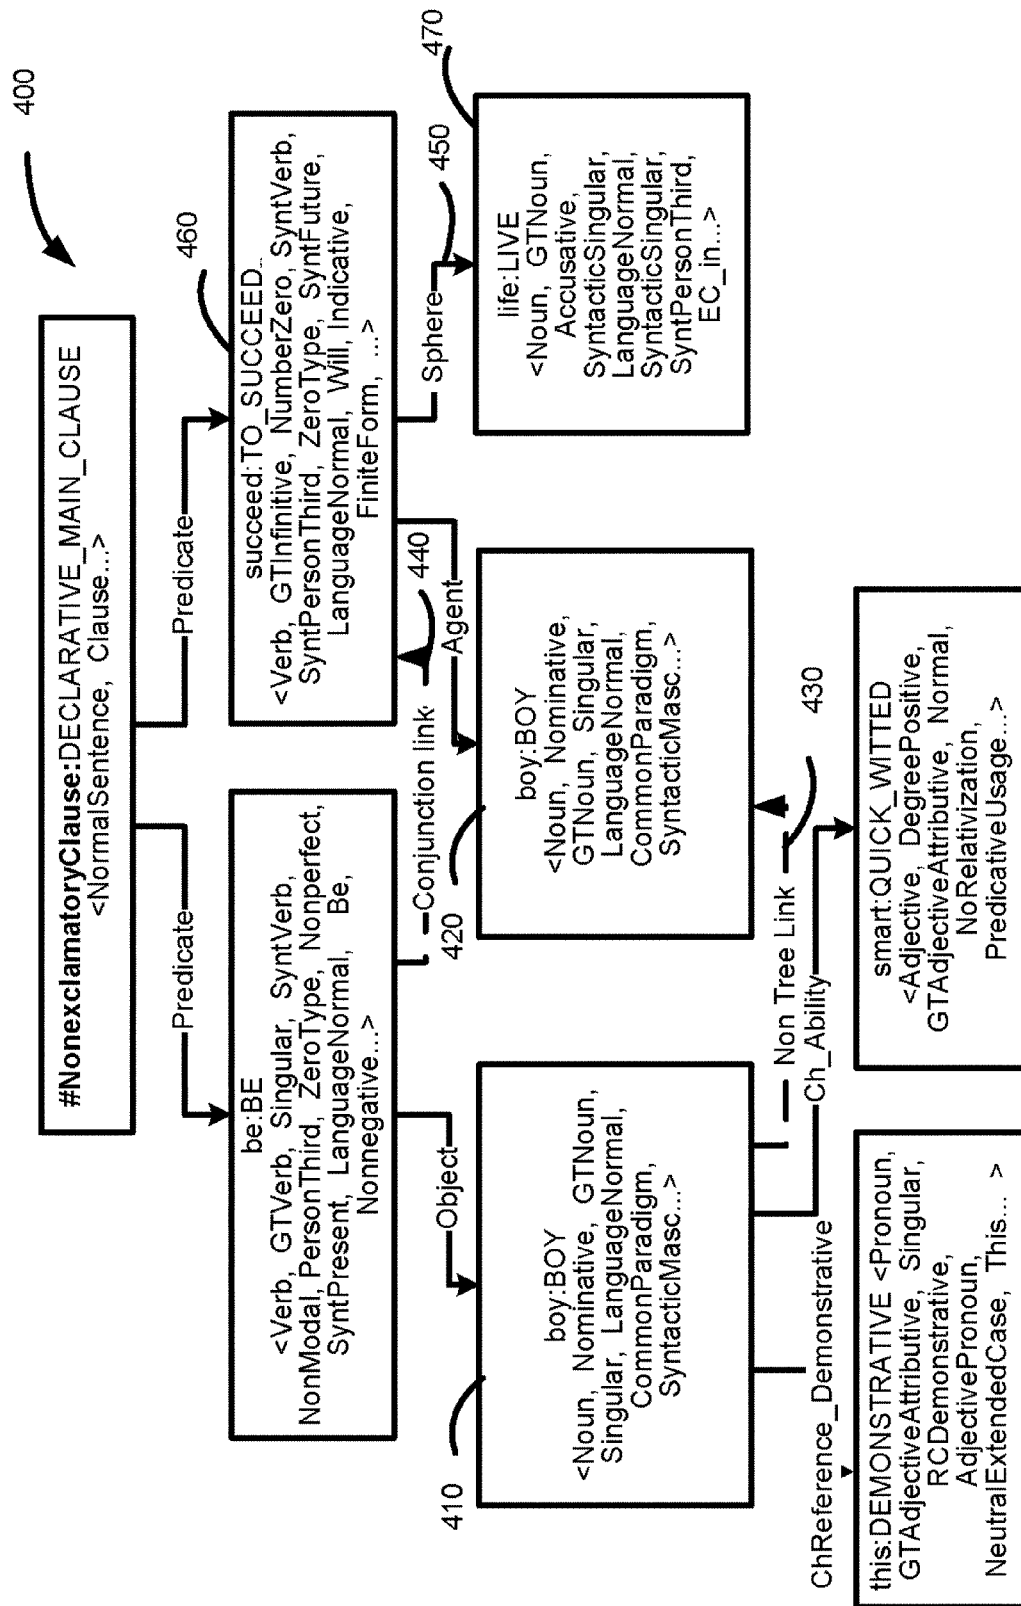 400
#NonexclamatoryClause:DECLARATIVE_MAIN_CLAUSE
<NormalSentence, Clause...>
Predicate
Predicate
460
be:BE
<Verb, GTVerb, Singular, SyntVerb,
NonModal, PersonThird, ZeroType, Nonperfect,
SyntPresent, LanguageNormal, Be,
Nonnegative...>
succeed:TO_SUCCEED..
<Verb, GTInfinitive, NumberZero, SyntVerb,
SyntPersonThird, ZeroType, SyntFuture,
LanguageNormal, Will, Indicative,
FiniteForm, ...>
Object
Conjunction link
440
Agent
Sphere
450
470
410
boy:BOY
<Noun, Nominative, GTNoun,
Singular, LanguageNormal,
CommonParadigm,
SyntacticMasc...>
420
boy:BOY
<Noun, Nominative,
GTNoun, Singular,
LanguageNormal,
CommonParadigm,
SyntacticMasc...>
life:LIVE
<Noun, GTNoun,
Accusative,
SyntacticSingular,
LanguageNormal,
SyntacticSingular,
SyntPersonThird,
EC_in...>
ChReference_Demonstrative
Non Tree Link
Ch_Ability
430
this:DEMONSTRATIVE <Pronoun,
GTAdjectiveAttributive, Singular,
RCDemonstrative,
AdjectivePronoun,
NeutralExtendedCase, This... >
smart:QUICK_WITTED
<Adjective, DegreePositive,
GTAdjectiveAttributive, Normal,
NoRelativization,
PredicativeUsage...>